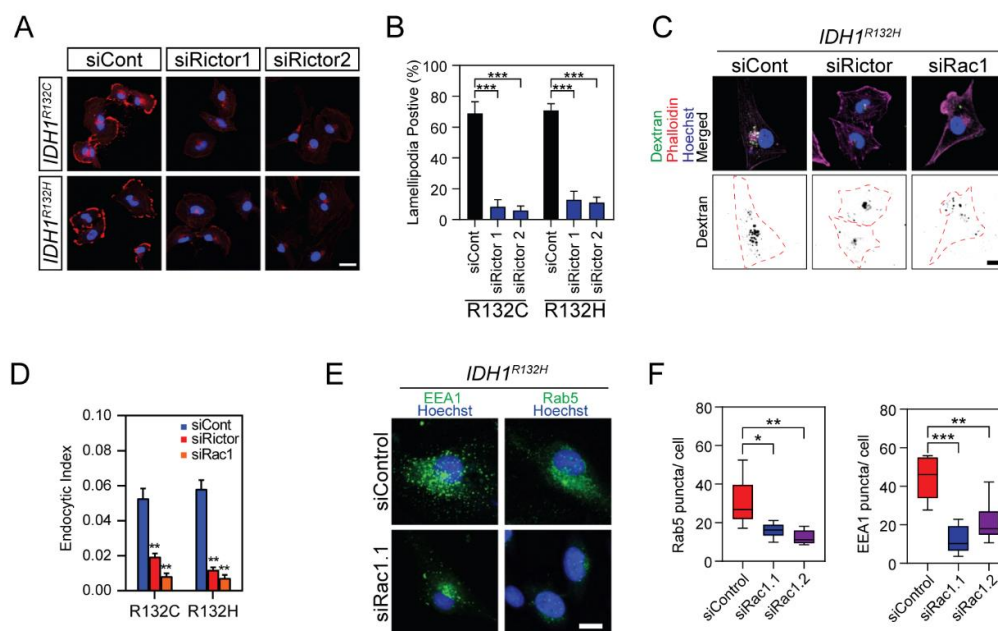 A
siCont siRictor1 siRictor2
IDH1R132C
IDH1R132H
B
Lamellipodia Postive (%)
100
80
60
40
20
0
*** ***
*** ***
siCont
siRictor 1
siRictor 2
siCont
siRictor 1
siRictor 2
R132C R132H
C
IDH1R132H
siCont siRictor siRac1
Dextran
Phalloidin
Hoechst
Merged
Dextran
D
Endocytic Index
0.10
0.08
0.06
0.04
0.02
0.00
siCont
siRictor
siRac1
** ** ** **
R132C R132H
E
IDH1R132H
EEA1 Rab5
Hoechst Hoechst
siControl
siRac1.1
F
Rab5 puncta/ cell
80
60
40
20
0
**
*
siControl
siRac1.1
siRac1.2
EEA1 puncta/ cell
80
60
40
20
0
**
***
siControl
siRac1.1
siRac1.2